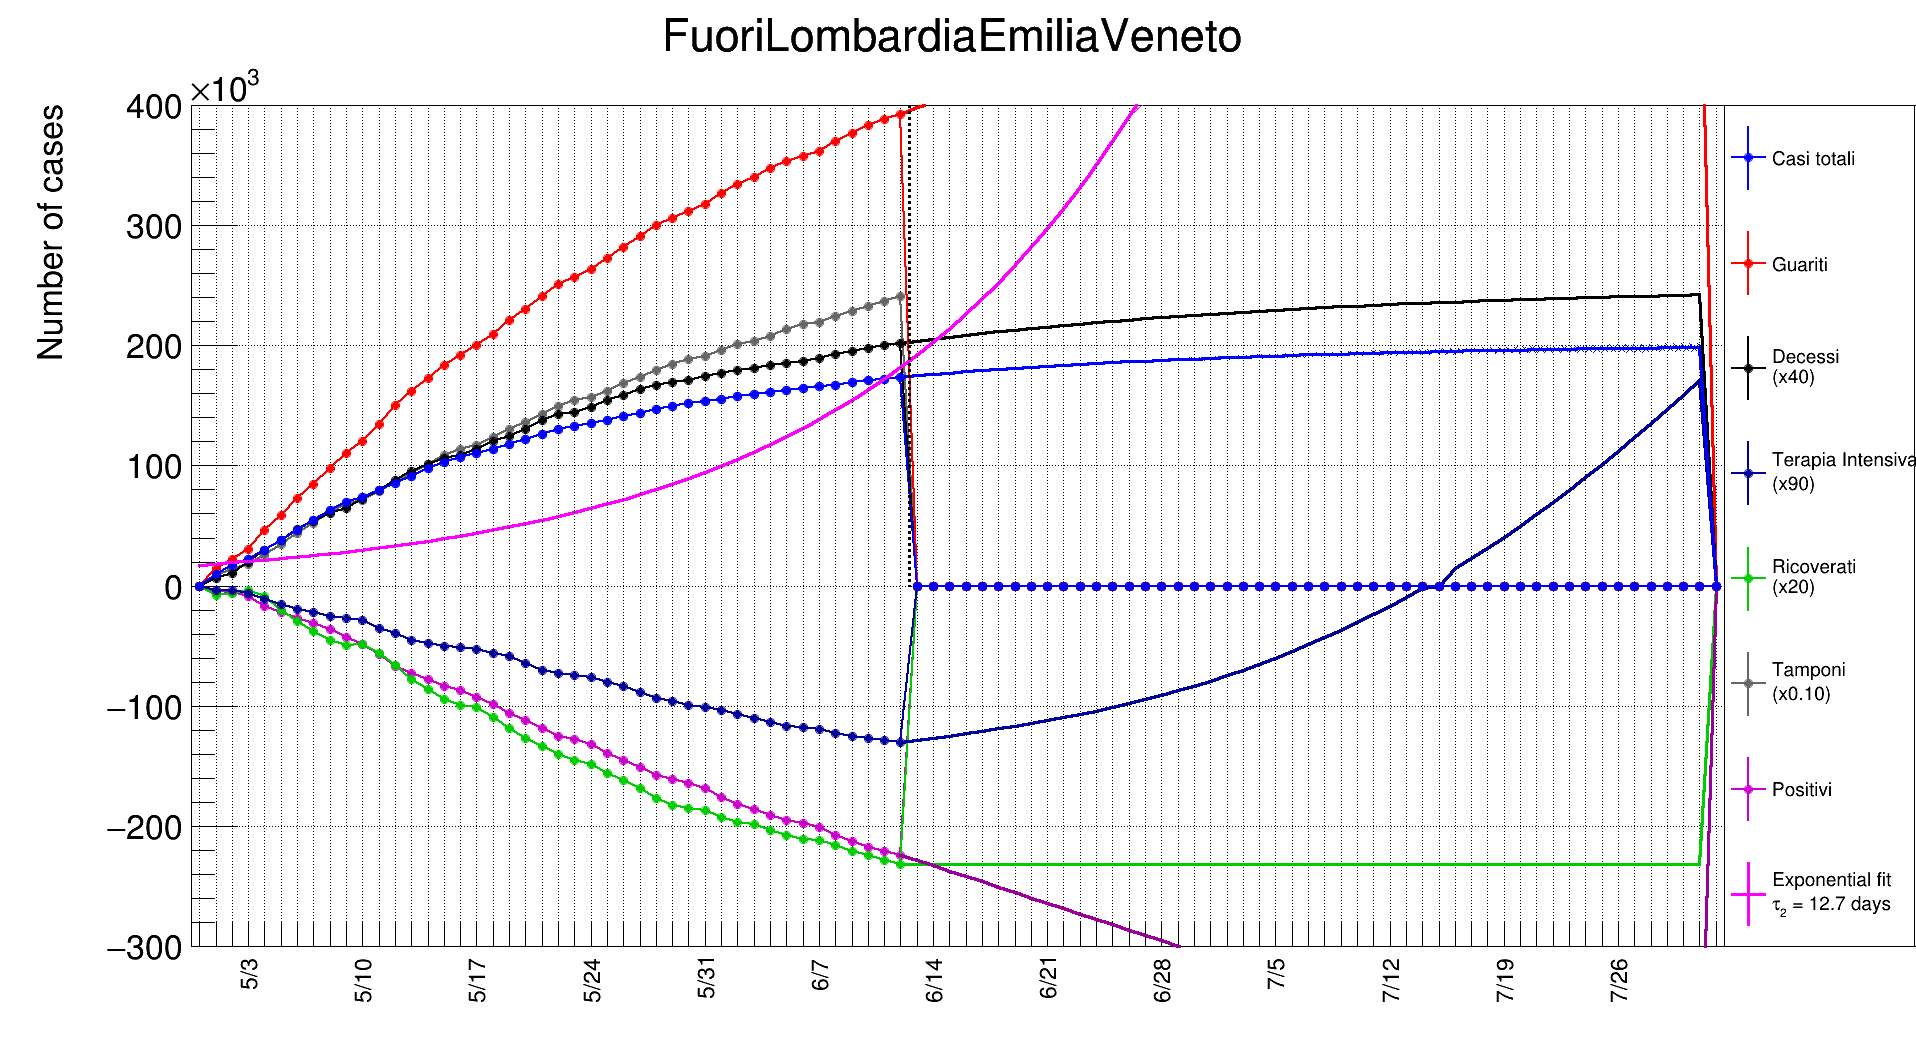 FuoriLombardiaEmiliaVeneto
×10³
Number of cases
400
300
200
100
0
−100
−200
−300
5/3
5/10
5/17
5/24
5/31
6/7
6/14
6/21
6/28
7/5
7/12
7/19
7/26
Casi totali
Guariti
Decessi
(x40)
Terapia Intensiva
(x90)
Ricoverati
(x20)
Tamponi
(x0.10)
Positivi
Exponential fit
τ₂ = 12.7 days